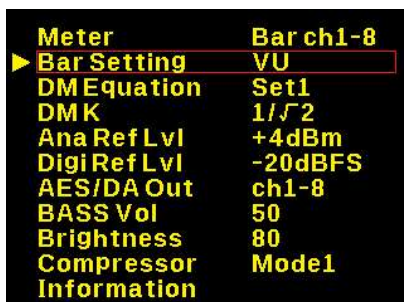 Meter Bar ch1-8
Bar Setting VU
DM Equation Set1
DM K 1/√2
Ana Ref Lvl +4dBm
Digi Ref Lvl -20dBFS
AES/DA Out ch1-8
BASS Vol 50
Brightness 80
Compressor Mode1
Information